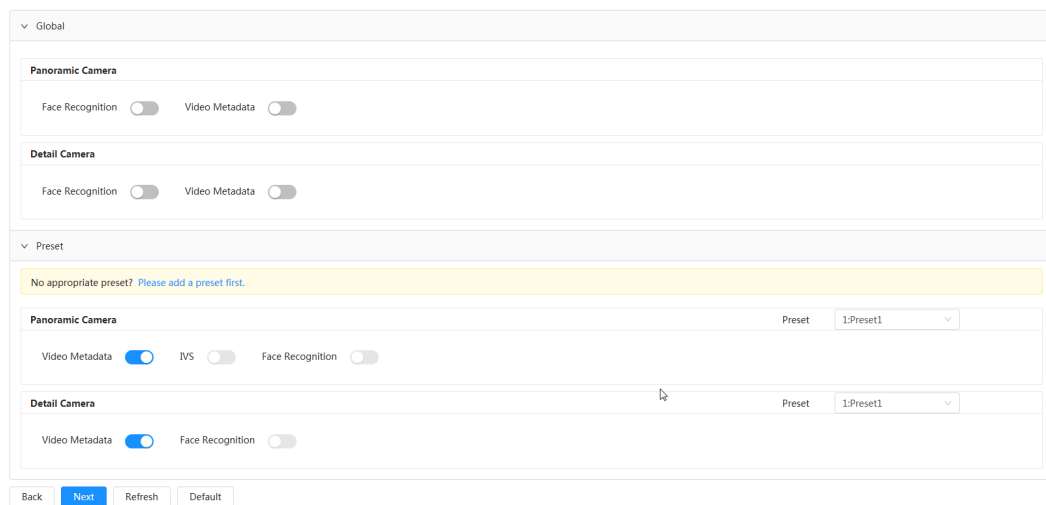 Global
Panoramic Camera
Face Recognition Video Metadata
Detail Camera
Face Recognition Video Metadata
Preset
No appropriate preset? Please add a preset first.
Panoramic Camera Preset 1:Preset1
Video Metadata IVS Face Recognition
Detail Camera Preset 1:Preset1
Video Metadata Face Recognition
Back Next Refresh Default